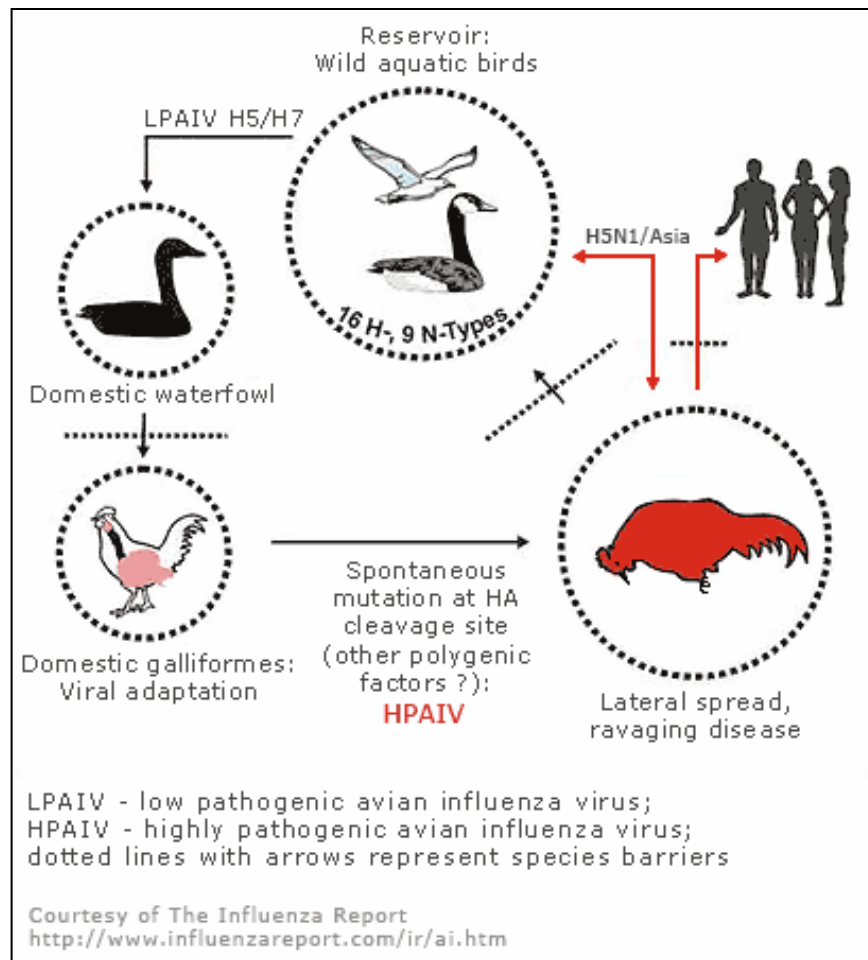 Reservoir:
Wild aquatic birds
LPAIV H5/H7
16 H-, 9 N-Types
H5N1/Asia
Domestic waterfowl
Domestic galliformes:
Viral adaptation
Spontaneous
mutation at HA
cleavage site
(other polygenic
factors ?):
HPAIV
Lateral spread,
ravaging disease
LPAIV - low pathogenic avian influenza virus;
HPAIV - highly pathogenic avian influenza virus;
dotted lines with arrows represent species barriers
Courtesy of The Influenza Report
http://www.influenzareport.com/ir/ai.htm